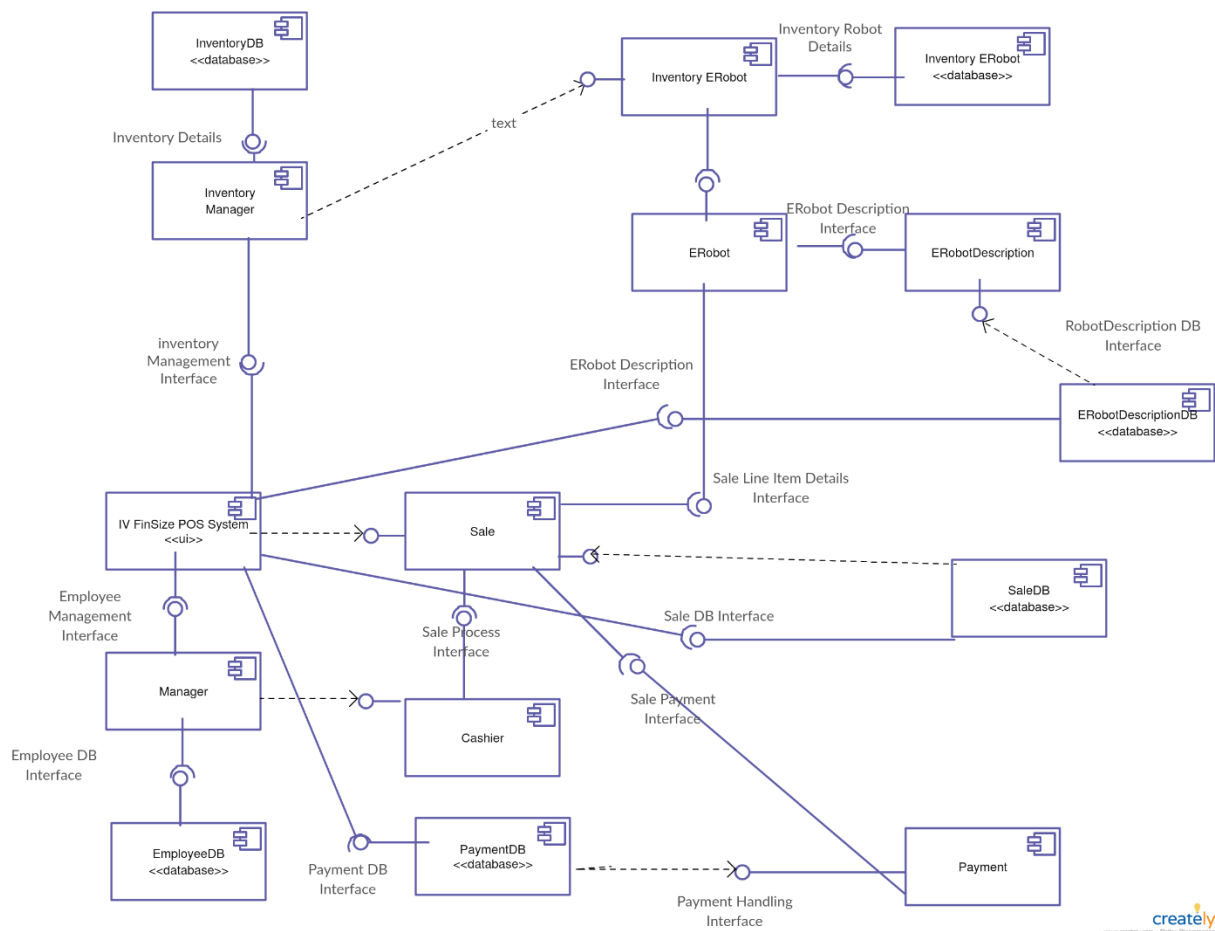 InventoryDB
<<database>>
Inventory Robot
Details
Inventory ERobot
<<database>>
Inventory ERobot
text
Inventory Details
Inventory
Manager
ERobot Description
Interface
ERobot
ERobotDescription
RobotDescription DB
Interface
inventory
Management
Interface
ERobot Description
Interface
ERobotDescriptionDB
<<database>>
Sale Line Item Details
Interface
IV FinSize POS System
<<ui>>
Sale
SaleDB
<<database>>
Employee
Management
Interface
Sale DB Interface
Sale Process
Interface
Manager
Sale Payment
Interface
Cashier
Employee DB
Interface
EmployeeDB
<<database>>
Payment DB
Interface
PaymentDB
<<database>>
Payment
Payment Handling
Interface
creately